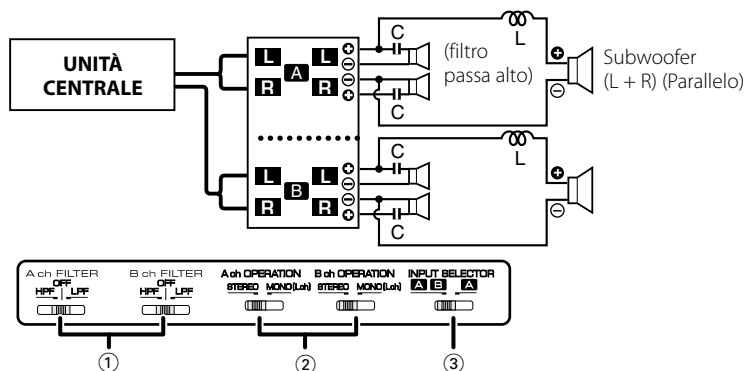 UNITÀ
CENTRALE
L L
A
R R
L L
B
R R
C
C
C
C
(filtro
passa alto)
L
L
Subwoofer
(L + R) (Parallelo)
A ch FILTER
OFF
HPF LPF
B ch FILTER
OFF
HPF LPF
A ch OPERATION
STEREO MONO(Lch)
B ch OPERATION
STEREO MONO(Lch)
INPUT SELECTOR
A B A
① ② ③